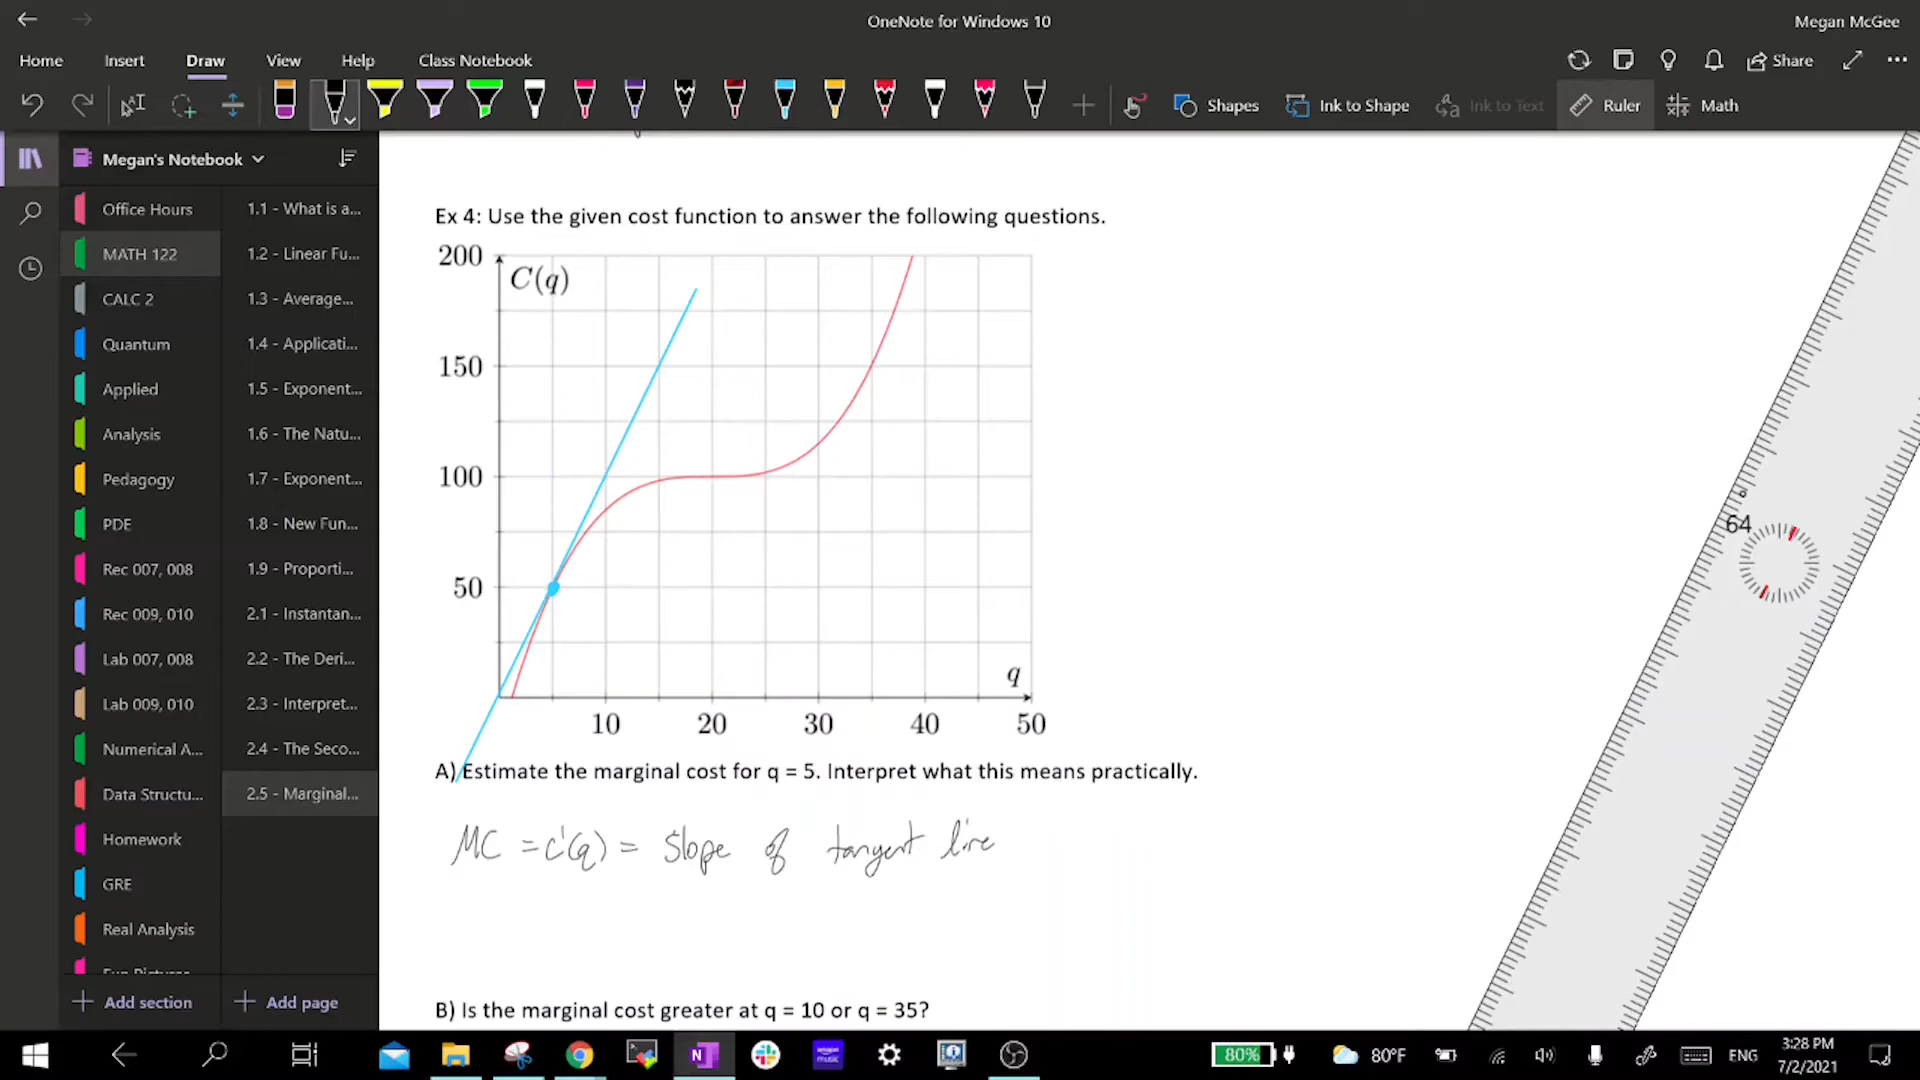 OneNote for Windows 10
Megan McGee
Home Insert Draw View Help Class Notebook
Share
Shapes Ink to Shape Ink to Text Ruler Math
Megan's Notebook
Office Hours
MATH 122
CALC 2
Quantum
Applied
Analysis
Pedagogy
PDE
Rec 007, 008
Rec 009, 010
Lab 007, 008
Lab 009, 010
Numerical A...
Data Structu...
Homework
GRE
Real Analysis
Add section
1.1 - What is a...
1.2 - Linear Fu...
1.3 - Average...
1.4 - Applicati...
1.5 - Exponent...
1.6 - The Natu...
1.7 - Exponent...
1.8 - New Fun...
1.9 - Proporti...
2.1 - Instantan...
2.2 - The Deri...
2.3 - Interpret...
2.4 - The Seco...
2.5 - Marginal...
Add page
Ex 4: Use the given cost function to answer the following questions.
200
C(q)
150
100
50
q
10 20 30 40 50
64°
A) Estimate the marginal cost for q = 5. Interpret what this means practically.
MC = C'(q) = slope of tangent line
B) Is the marginal cost greater at q = 10 or q = 35?
80% 80°F ENG
3:28 PM
7/2/2021